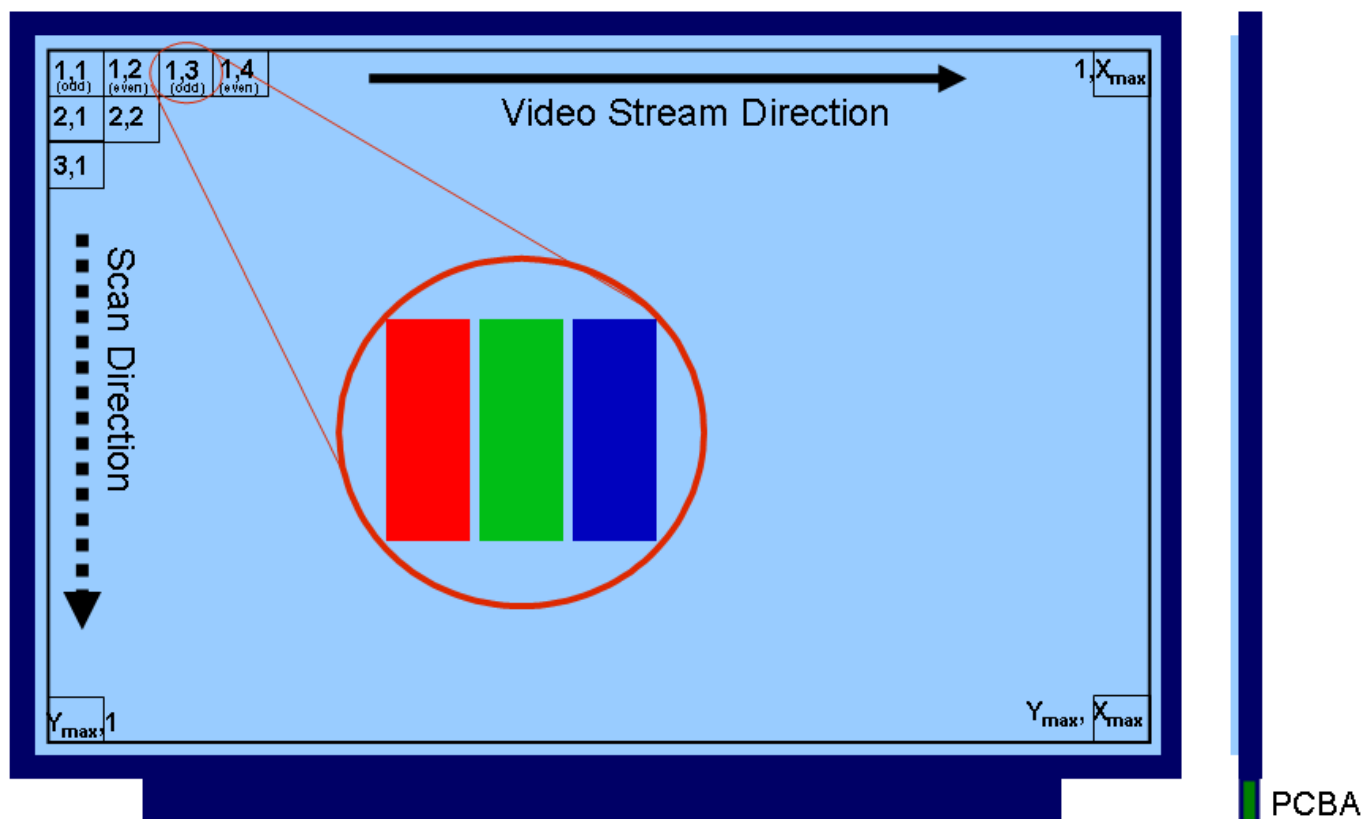 1,1 1,2 1,3 1,4 1,Xmax
(odd) (even) (odd) (even)
Video Stream Direction
2,1 2,2
3,1
Scan Direction
Ymax,1 Ymax, Xmax
PCBA